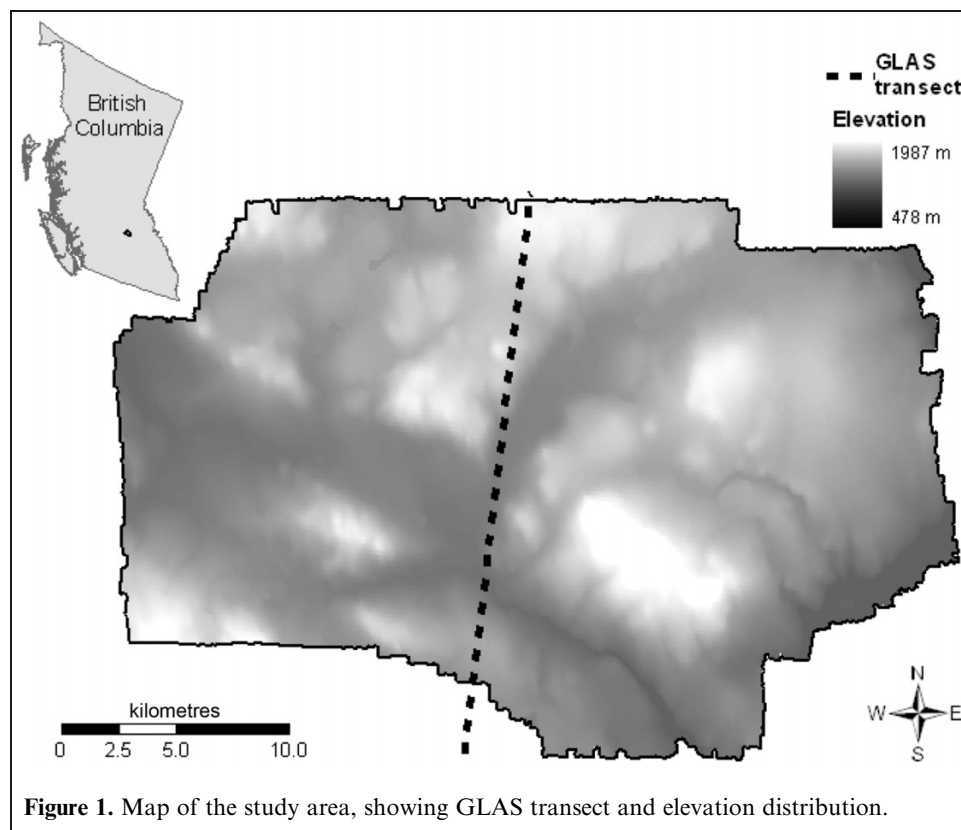 British
Columbia
GLAS
transect
Elevation
1987 m
478 m
kilometres
0 2.5 5.0 10.0
N
W E
S
Figure 1. Map of the study area, showing GLAS transect and elevation distribution.